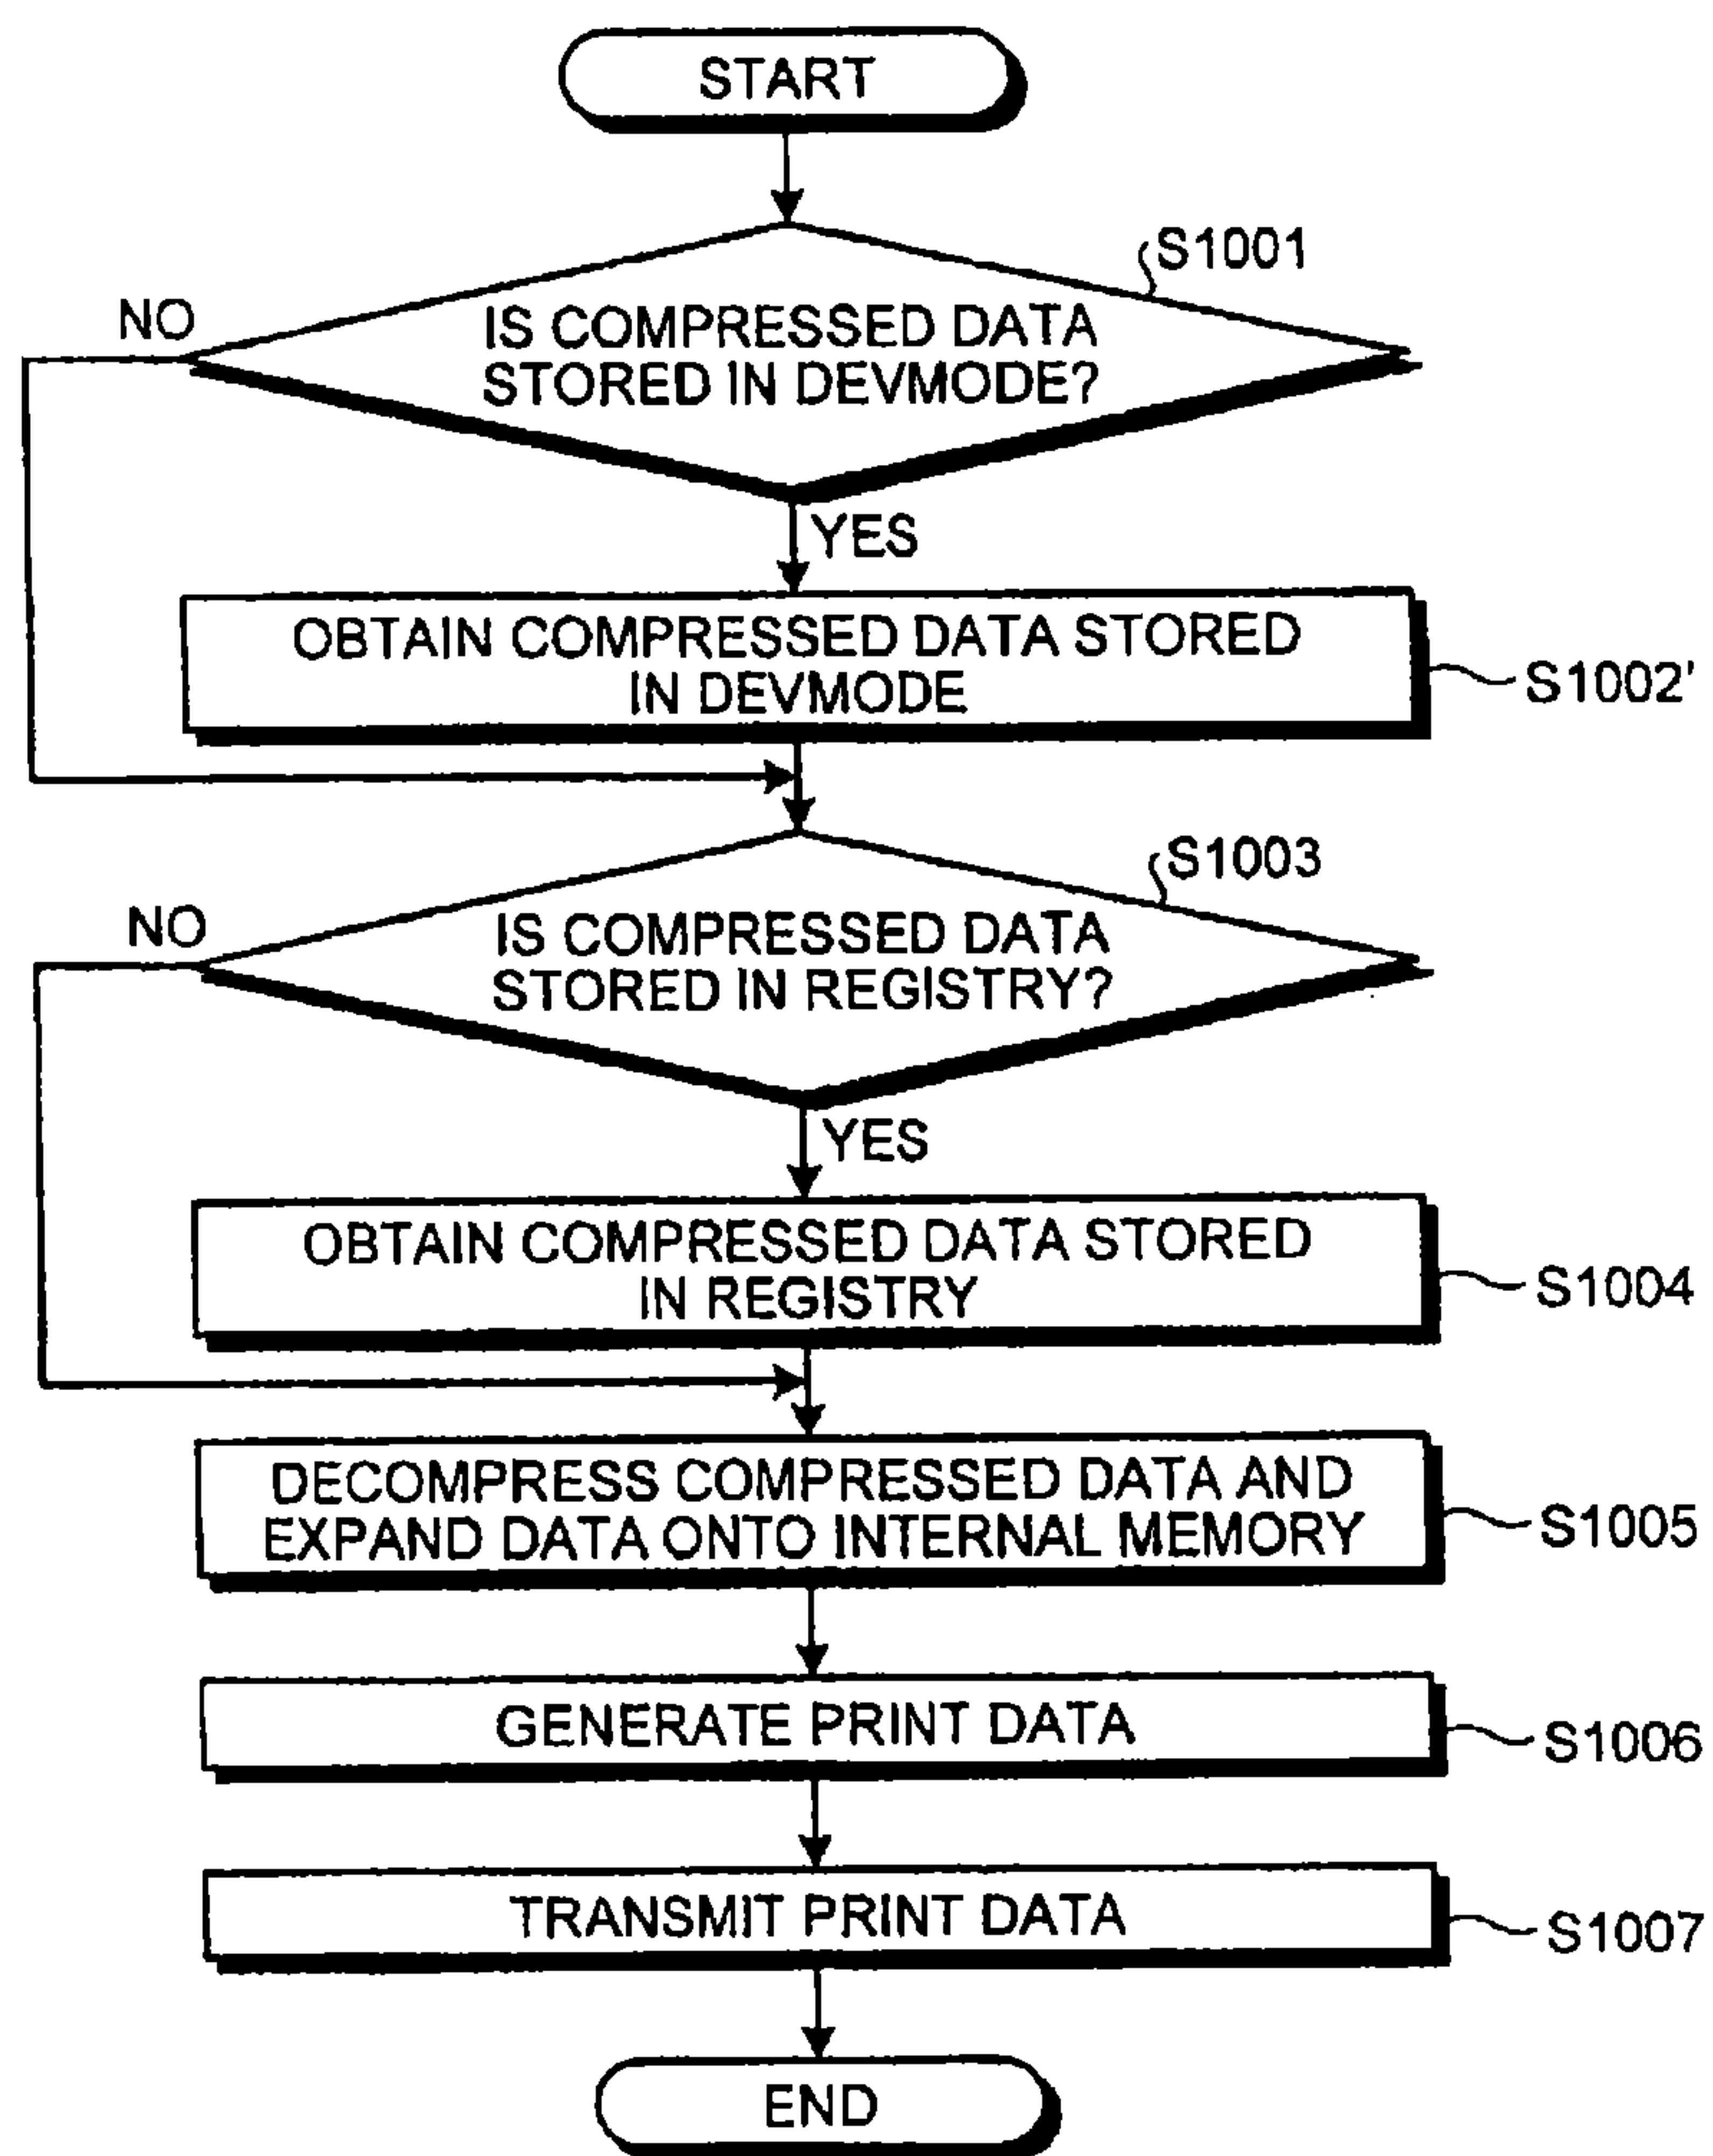 START
S1001
NO
IS COMPRESSED DATA
STORED IN DEVMODE?
YES
OBTAIN COMPRESSED DATA STORED
IN DEVMODE
S1002'
S1003
NO
IS COMPRESSED DATA
STORED IN REGISTRY?
YES
OBTAIN COMPRESSED DATA STORED
IN REGISTRY
S1004
DECOMPRESS COMPRESSED DATA AND
EXPAND DATA ONTO INTERNAL MEMORY
S1005
GENERATE PRINT DATA
S1006
TRANSMIT PRINT DATA
S1007
END